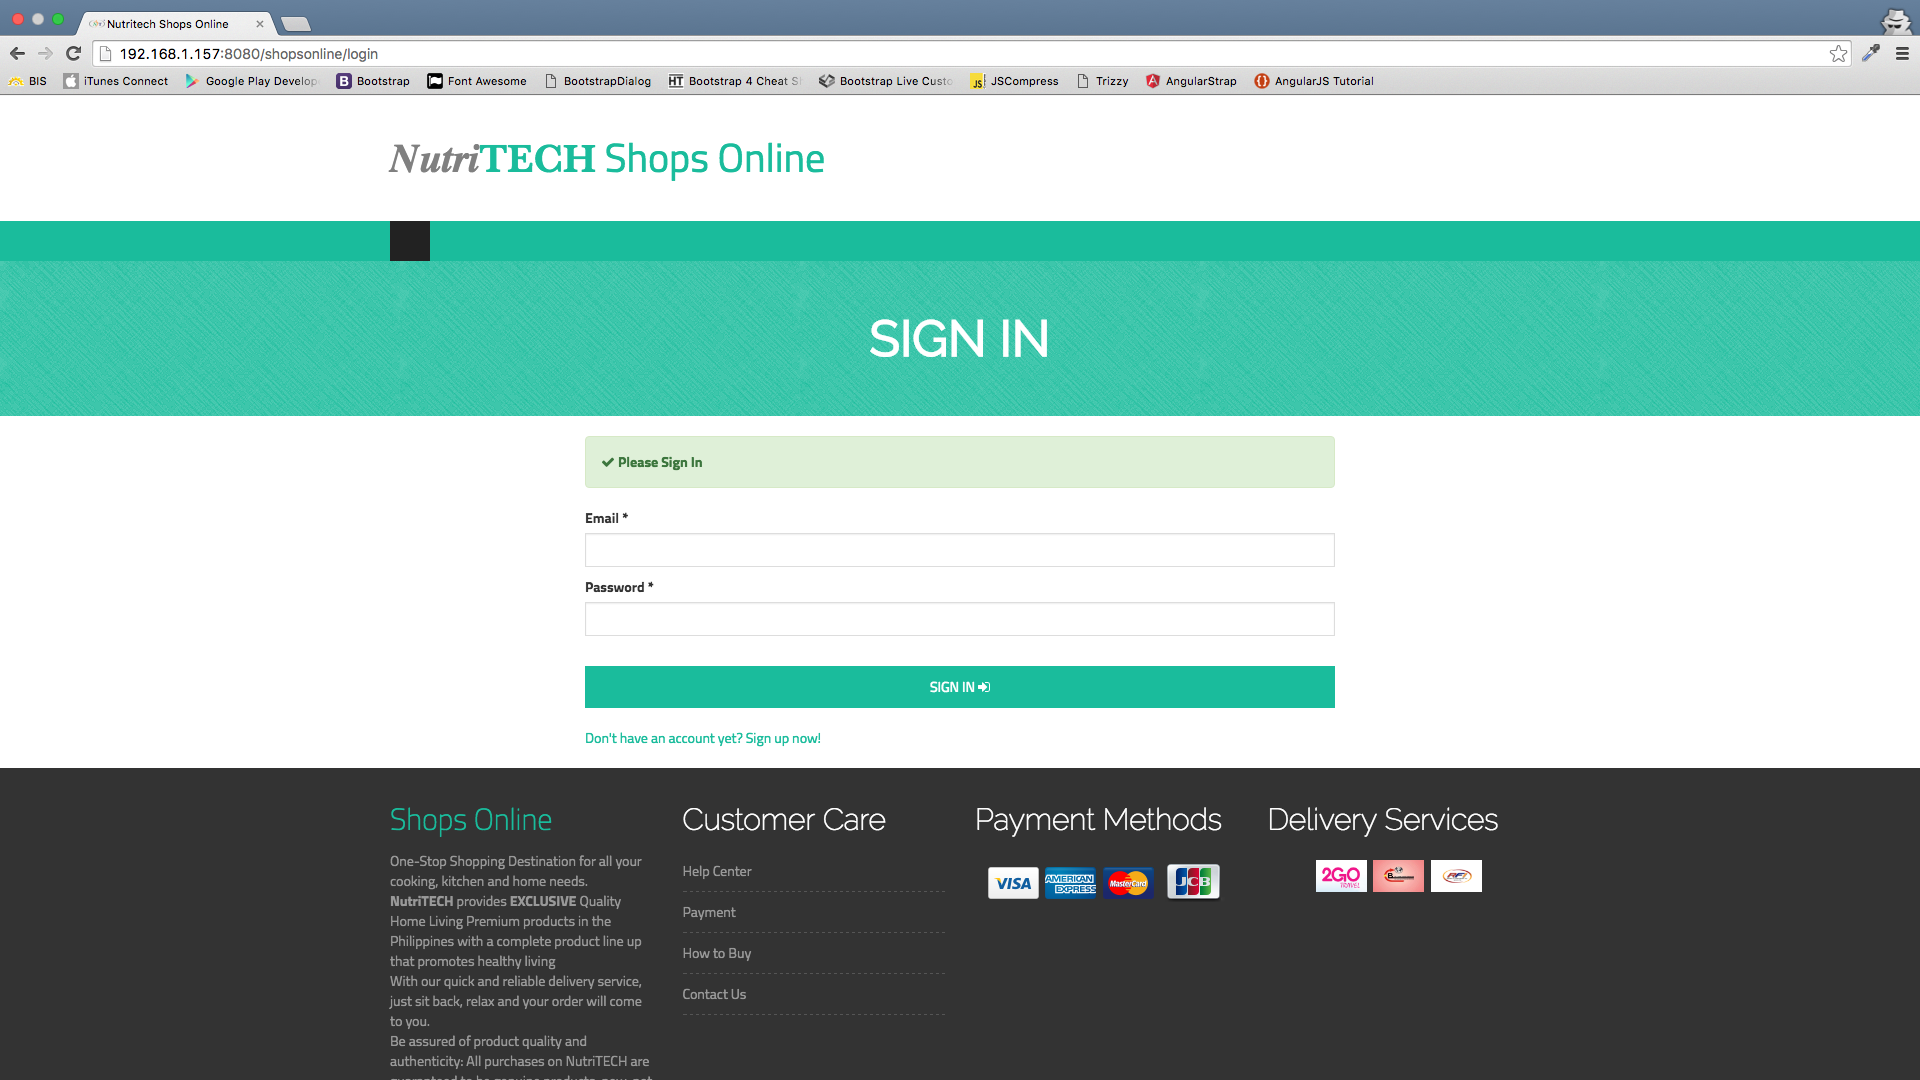 Nutritech Shops Online
192.168.1.157:8080/shopsonline/login
BIS iTunes Connect Google Play Develop Bootstrap Font Awesome BootstrapDialog Bootstrap 4 Cheat S Bootstrap Live Custo JSCompress Trizzy AngularStrap AngularJS Tutorial
NutriTECH Shops Online
SIGN IN
Please Sign In
Email *
Password *
SIGN IN
Don't have an account yet? Sign up now!
Shops Online
One-Stop Shopping Destination for all your
cooking, kitchen and home needs.
NutriTECH provides EXCLUSIVE Quality
Home Living Premium products in the
Philippines with a complete product line up
that promotes healthy living
With our quick and reliable delivery service,
just sit back, relax and your order will come
to you.
Be assured of product quality and
authenticity: All purchases on NutriTECH are
Customer Care
Help Center
Payment
How to Buy
Contact Us
Payment Methods
VISA
AMERICAN EXPRESS
MasterCard
JCB
Delivery Services
2GO
TRAVEL